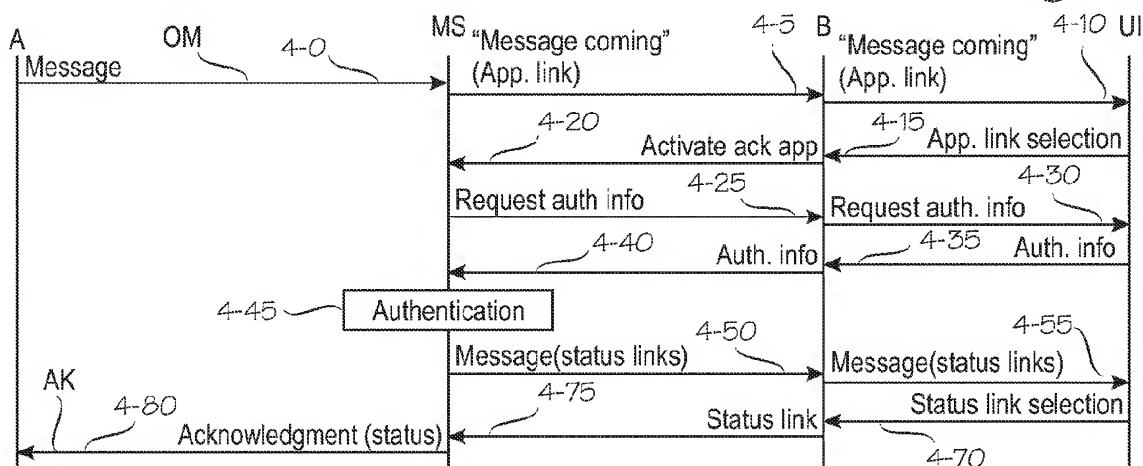 A
MS
B
UI
OM
4-0
Message
"Message coming"
(App. link)
4-5
"Message coming"
(App. link)
4-10
4-20
Activate ack app
4-15
App. link selection
Request auth info
4-25
Request auth. info
4-30
4-40
Auth. info
4-35
Auth. info
4-45
Authentication
Message(status links)
4-50
Message(status links)
4-55
AK
4-80
Acknowledgment (status)
4-75
Status link
Status link selection
4-70